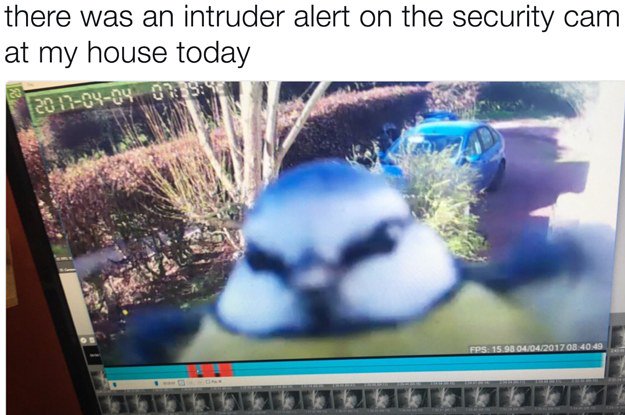 there was an intruder alert on the security cam
at my house today
2017-04-04
FPS: 15.98 04/04/2017 08:40:49